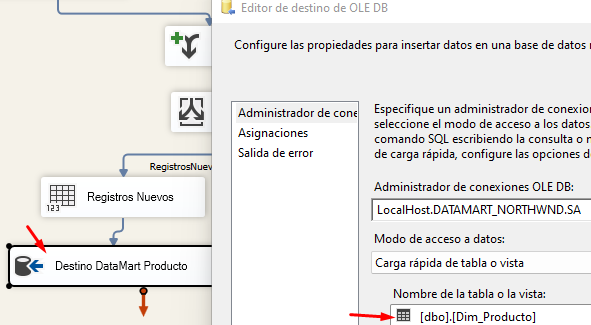 Editor de destino de OLE DB
Configure las propiedades para insertar datos en una base de datos
Administrador de cone
Asignaciones
Salida de error
Especifique un administrador de conexion
seleccione el modo de acceso a los datos
comando SQL escribiendo la consulta o
de carga rápida, configure las opciones de
Administrador de conexiones OLE DB:
LocalHost.DATAMART_NORTHWND.SA
Modo de acceso a datos:
Carga rápida de tabla o vista
Nombre de la tabla o la vista:
[dbo].[Dim_Producto]
RegistrosNuev
123
Registros Nuevos
Destino DataMart Producto